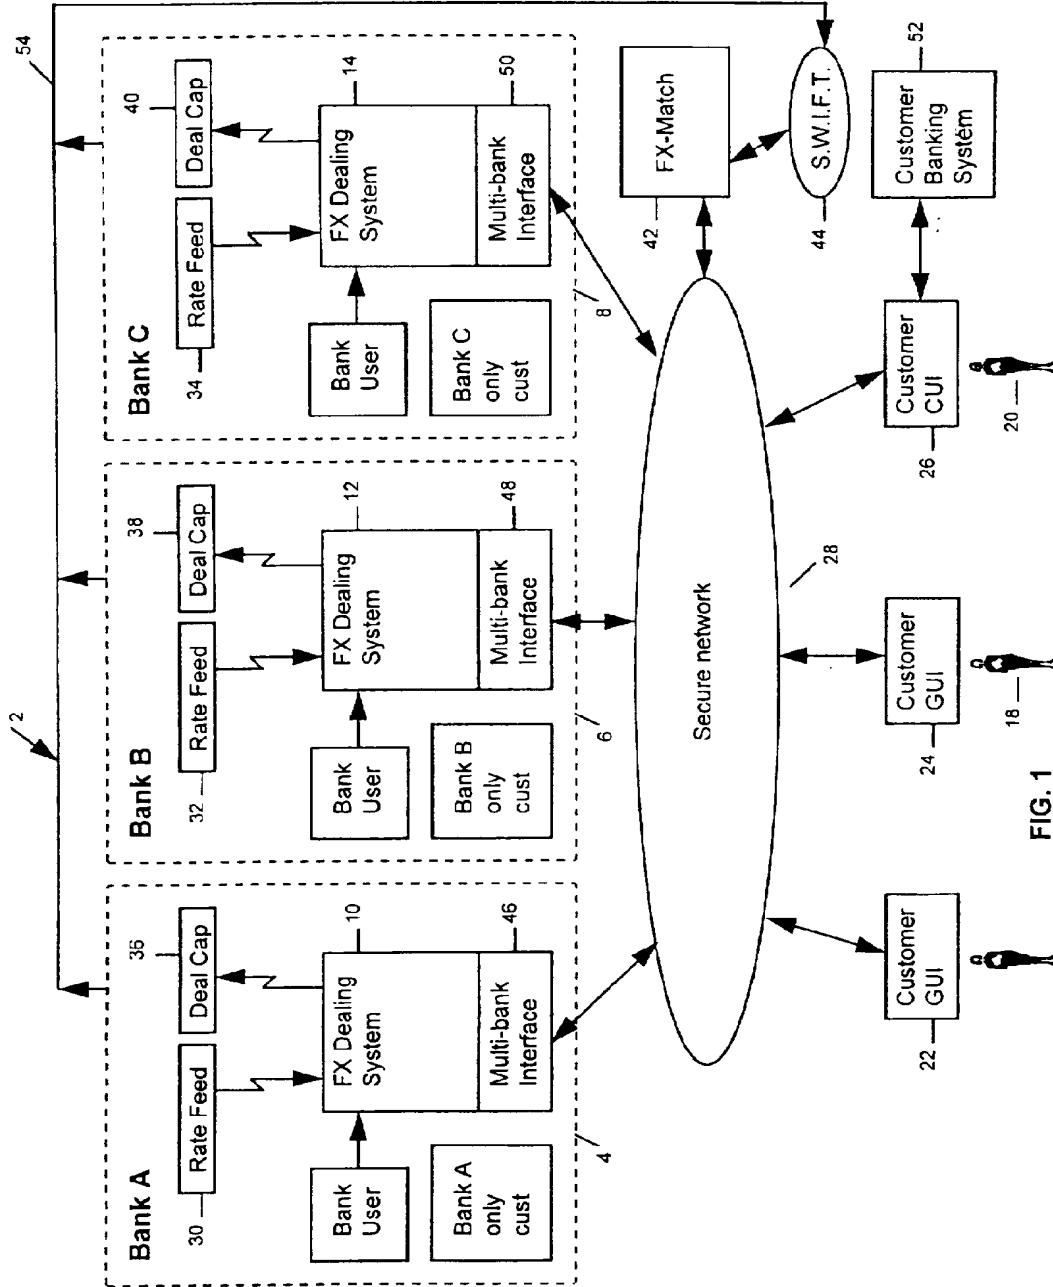 2
54
Bank A
30
Rate Feed
36
Deal Cap
Bank
User
FX Dealing
System
10
Bank A
only
cust
Multi-bank
Interface
46
4
Bank B
32
Rate Feed
38
Deal Cap
Bank
User
FX Dealing
System
12
Bank B
only
cust
Multi-bank
Interface
48
6
Bank C
34
Rate Feed
40
Deal Cap
Bank
User
FX Dealing
System
14
Bank C
only
cust
Multi-bank
Interface
50
8
Secure network
28
42
FX-Match
44
S.W.I.F.T.
Customer
GUI
22
Customer
GUI
24
18
Customer
CUI
26
20
Customer
Banking
System
52
FIG. 1